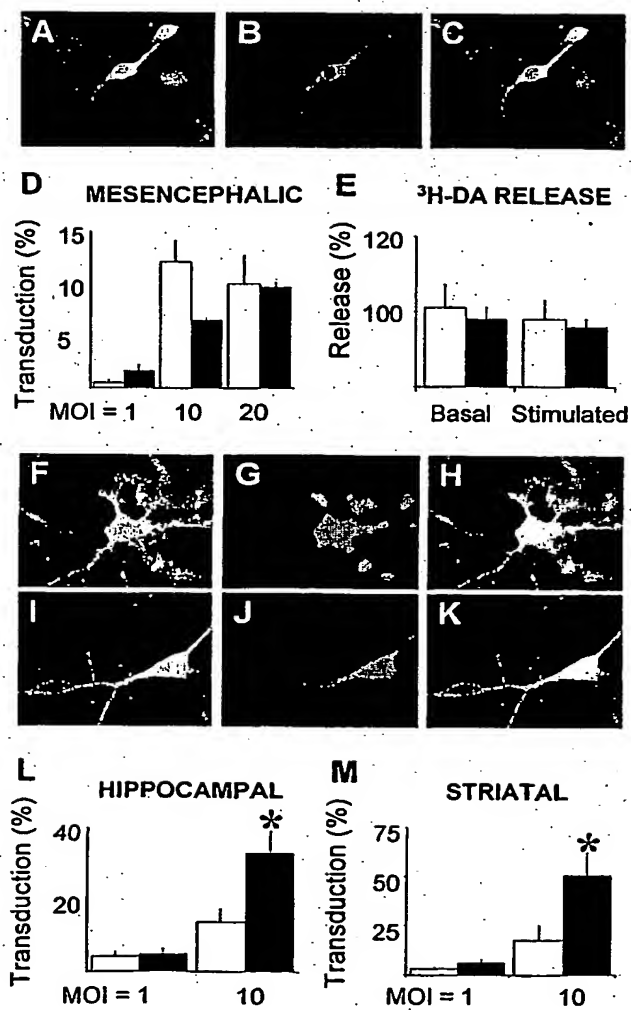 A B C
D MESENCEPHALIC
Transduction (%)
15
10
5
MOI = 1 10 20
E ³H-DA RELEASE
Release (%)
120
100
Basal Stimulated
F G H
I J K
L HIPPOCAMPAL
Transduction (%)
40
20
*
MOI = 1 10
M STRIATAL
Transduction (%)
75
50
25
*
MOI = 1 10